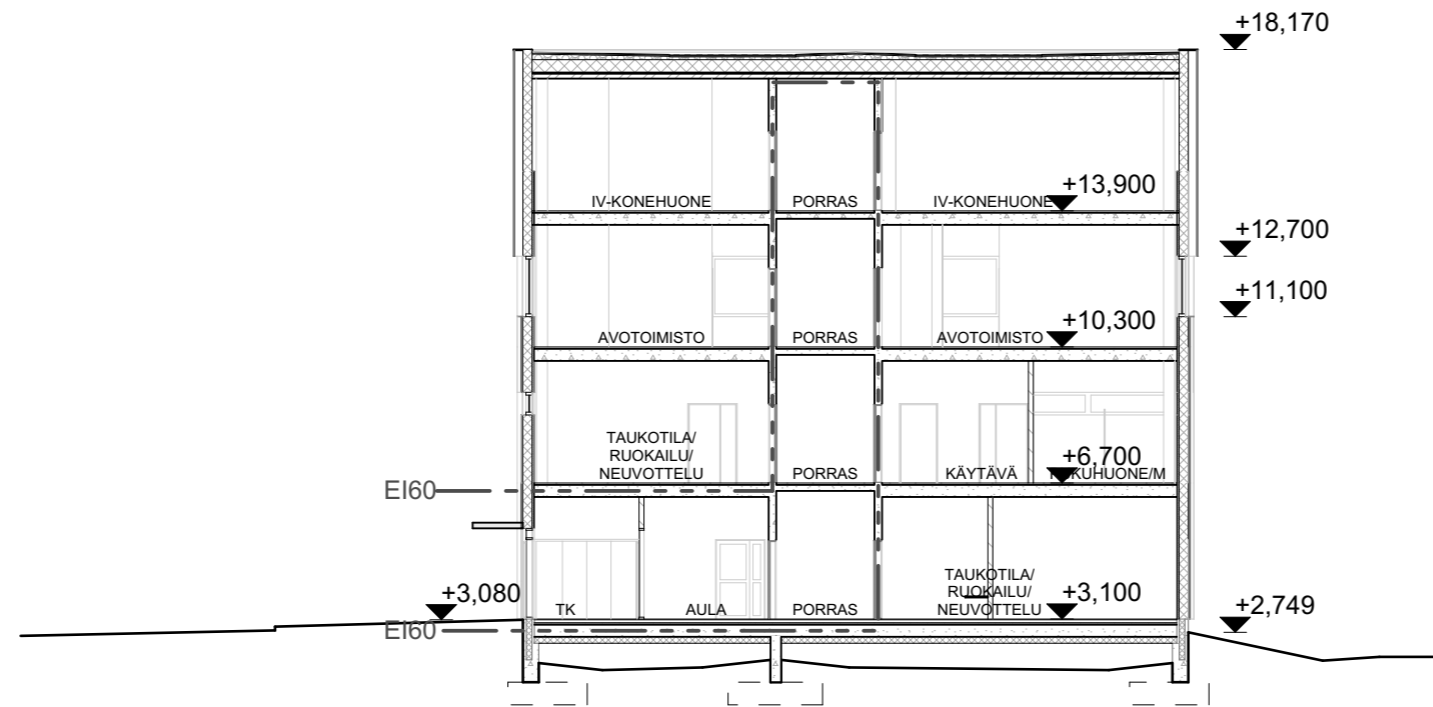 +18,170
+13,900
IV-KONEHUONE PORRAS IV-KONEHUONE
+12,700
+11,100
+10,300
AVOTOIMISTO PORRAS AVOTOIMISTO
TAUKOTILA/
RUOKAILU/
NEUVOTTELU
+6,700
PORRAS KÄYTÄVÄ
EI60
TAUKOTILA/
RUOKAILU/
NEUVOTTELU
+3,080
+3,100
TK AULA PORRAS
+2,749
EI60